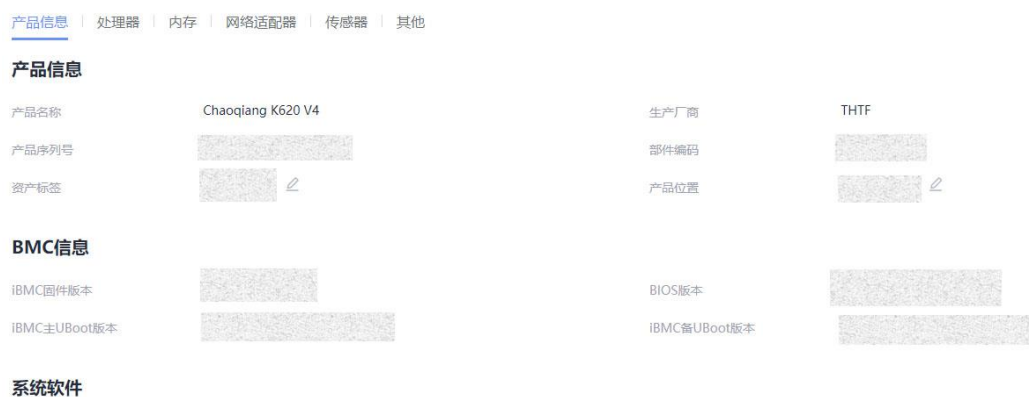 产品信息 处理器 内存 网络适配器 传感器 其他
产品信息
产品名称 Chaoqiang K620 V4 生产厂商 THTF
产品序列号 部件编码
资产标签 产品位置
BMC信息
iBMC固件版本 BIOS版本
iBMC主UBoot版本 iBMC备UBoot版本
系统软件